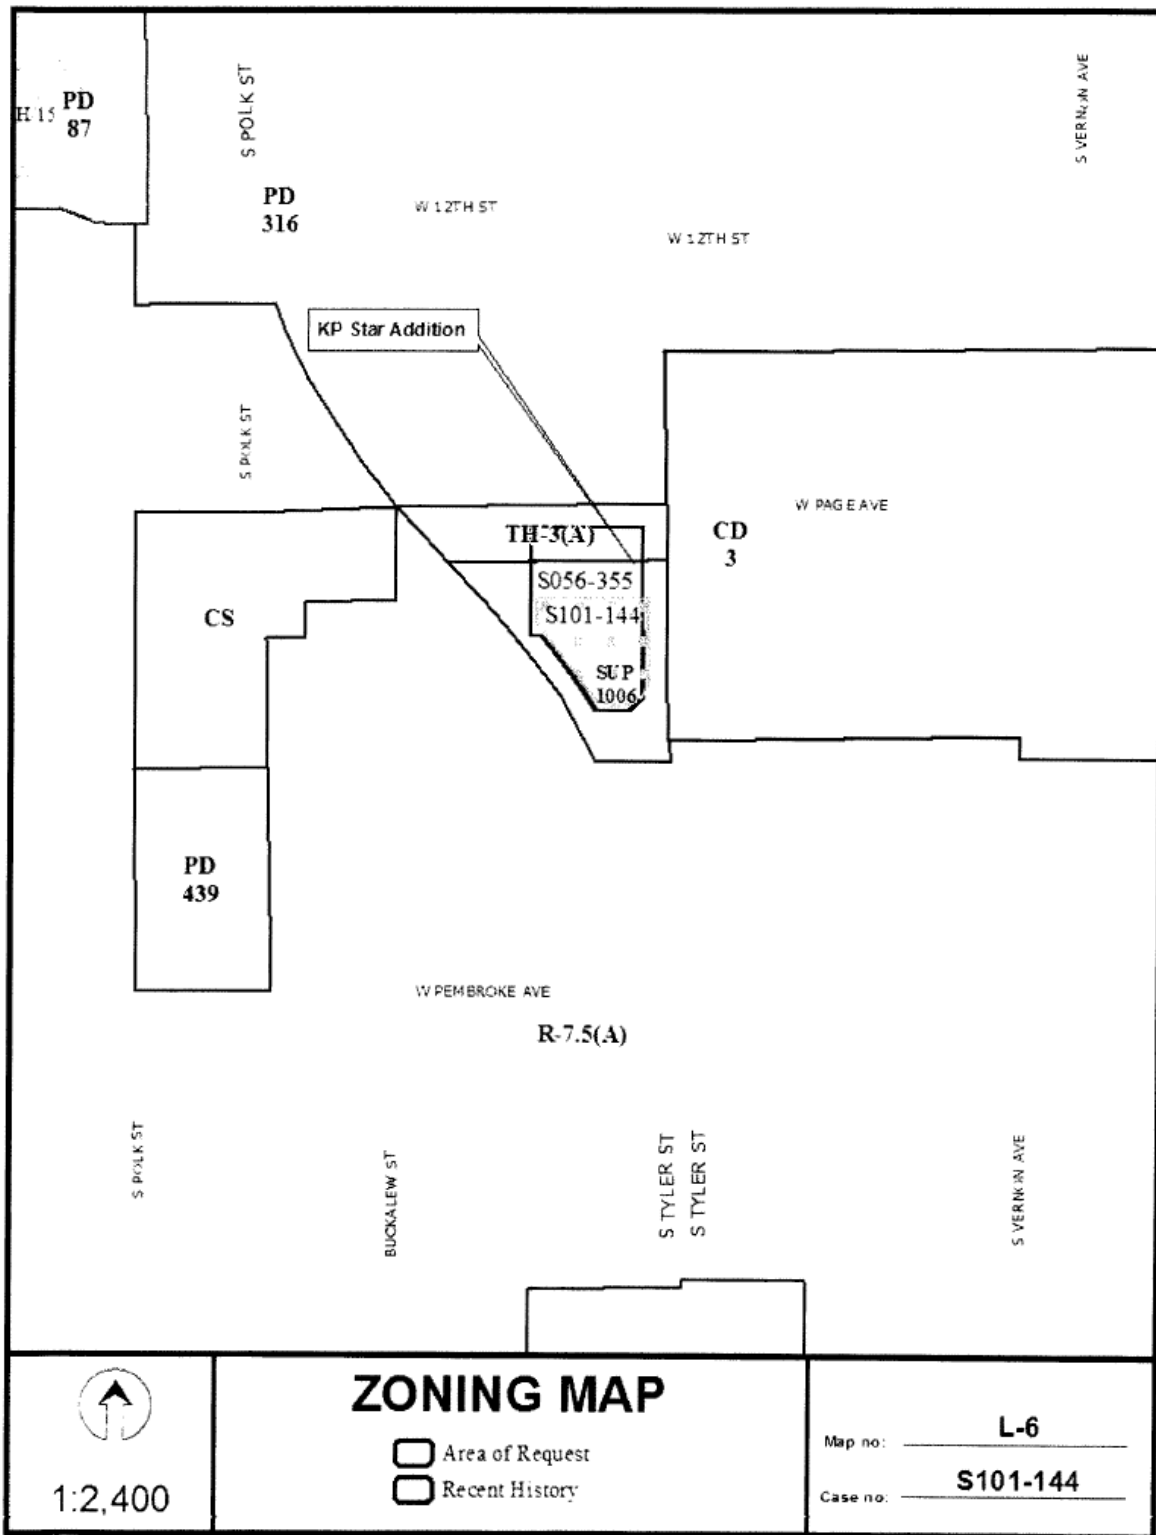 S POLK ST
S VERNON AVE
H/15
PD
87
PD
316
W 12TH ST
W 12TH ST
KP Star Addition
S POLK ST
W PAGE AVE
TH-3(A)
CD
3
S056-355
S101-144
CS
SUP
1006
PD
439
W PEMBROKE AVE
R-7.5(A)
S POLK ST
BUCKALEW ST
S TYLER ST
S TYLER ST
S VERNON AVE
ZONING MAP
Area of Request
Recent History
1:2,400
Map no: L-6
Case no: S101-144